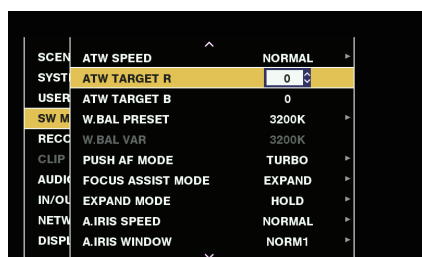 SCEN ATW SPEED NORMAL
SYSTI ATW TARGET R 0
USER ATW TARGET B 0
SW M W.BAL PRESET 3200K
RECO W.BAL VAR 3200K
CLIP PUSH AF MODE TURBO
AUDIO FOCUS ASSIST MODE EXPAND
IN/OU EXPAND MODE HOLD
NETW A.IRIS SPEED NORMAL
DISPL A.IRIS WINDOW NORM1